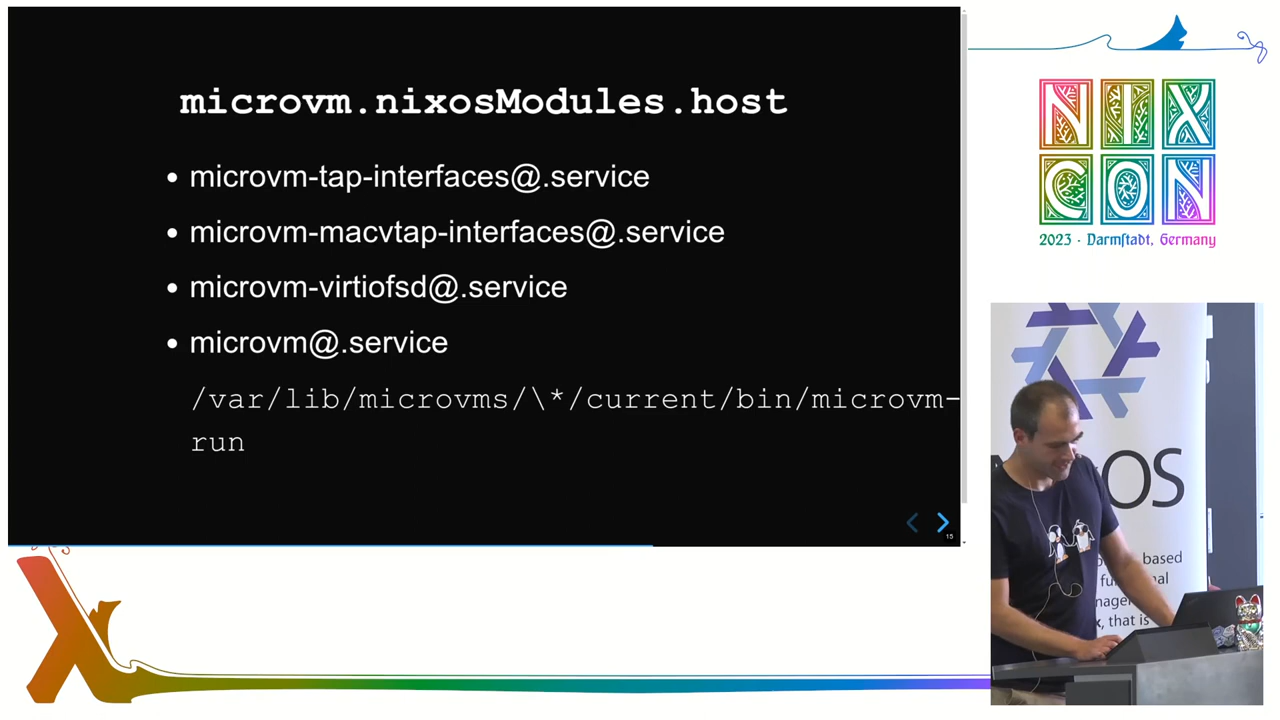 microvm.nixosModules.host
• microvm-tap-interfaces@.service
• microvm-macvtap-interfaces@.service
• microvm-virtiofsd@.service
• microvm@.service
/var/lib/microvms/\*/current/bin/microvm-
run
15
NIX
CON
2023 · Darmſtadt, Germany
OS
based
that is